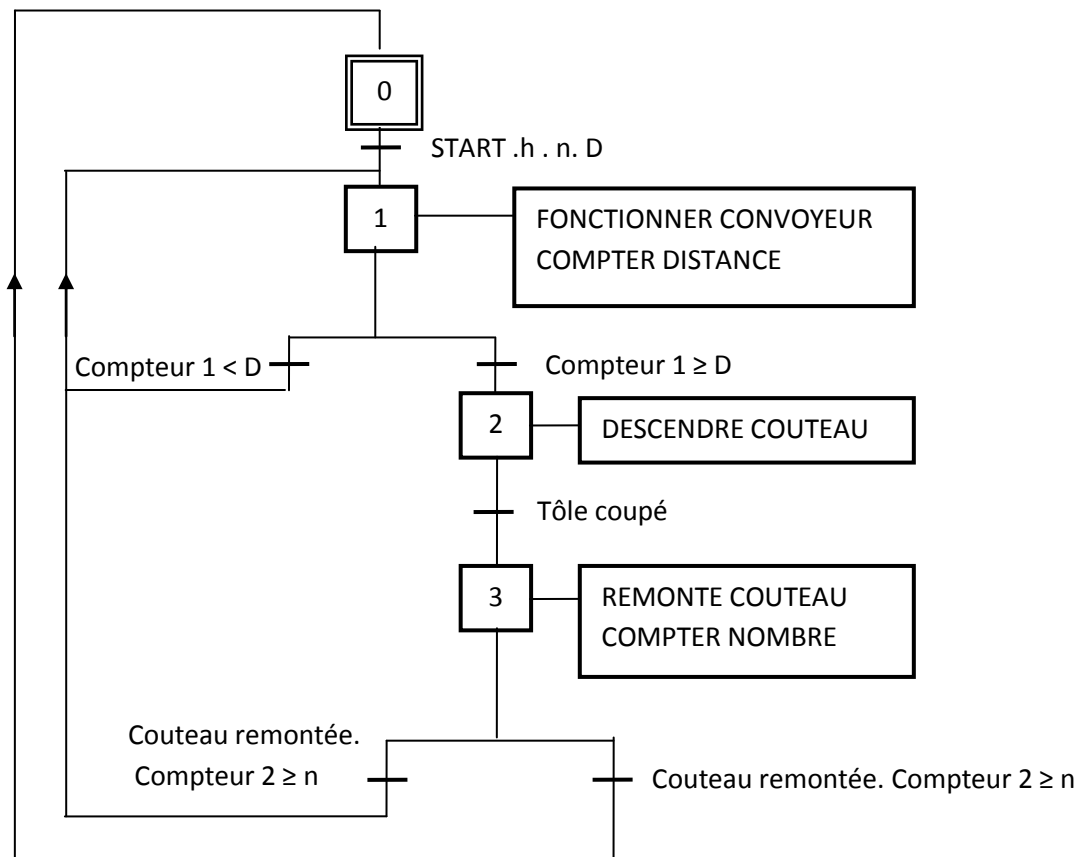 0
START .h . n. D
1
FONCTIONNER CONVOYEUR
COMPTER DISTANCE
Compteur 1 < D
Compteur 1 ≥ D
2
DESCENDRE COUTEAU
Tôle coupé
3
REMONTE COUTEAU
COMPTER NOMBRE
Couteau remontée.
Compteur 2 ≥ n
Couteau remontée. Compteur 2 ≥ n